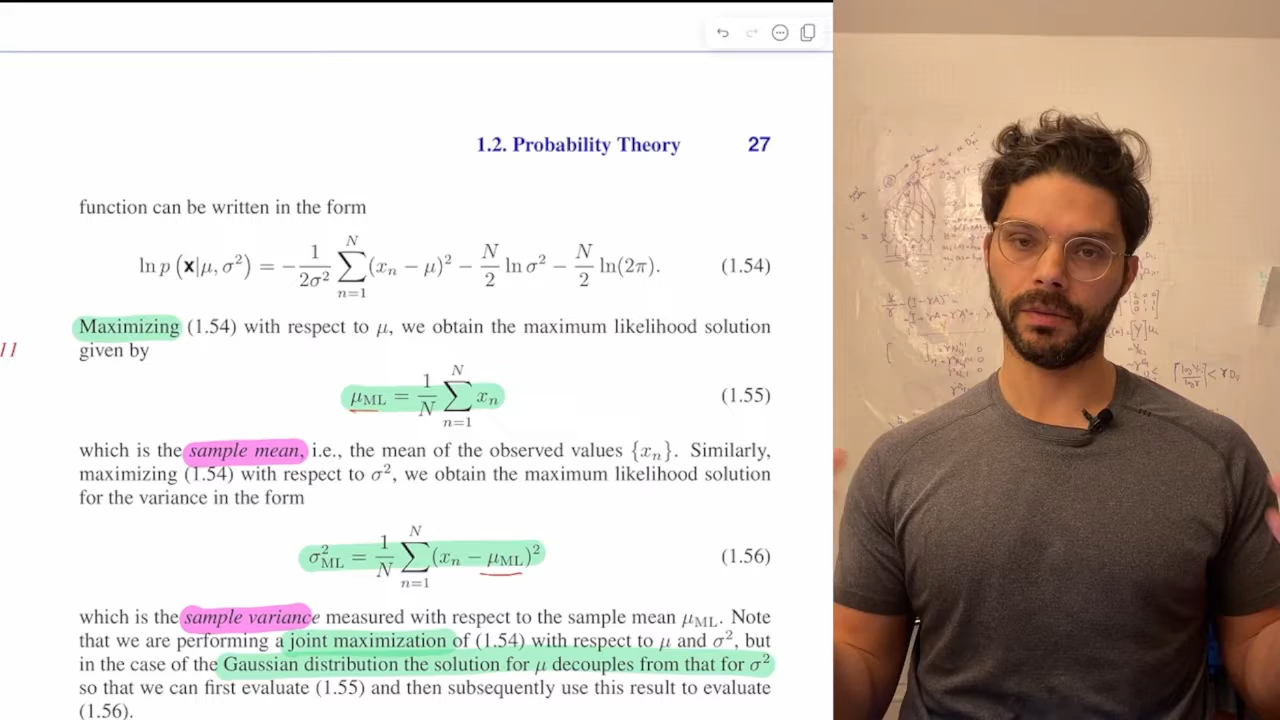 1.2. Probability Theory 27
function can be written in the form
ln p (x|μ, σ²) = − 1/2σ² ∑_{n=1}^{N} (xₙ − μ)² − N/2 ln σ² − N/2 ln(2π). (1.54)
Maximizing (1.54) with respect to μ, we obtain the maximum likelihood solution
11 given by
μ_ML = 1/N ∑_{n=1}^{N} xₙ (1.55)
which is the sample mean, i.e., the mean of the observed values {xₙ}. Similarly,
maximizing (1.54) with respect to σ², we obtain the maximum likelihood solution
for the variance in the form
σ²_ML = 1/N ∑_{n=1}^{N} (xₙ − μ_ML)² (1.56)
which is the sample variance measured with respect to the sample mean μ_ML. Note
that we are performing a joint maximization of (1.54) with respect to μ and σ², but
in the case of the Gaussian distribution the solution for μ decouples from that for σ²
so that we can first evaluate (1.55) and then subsequently use this result to evaluate
(1.56).